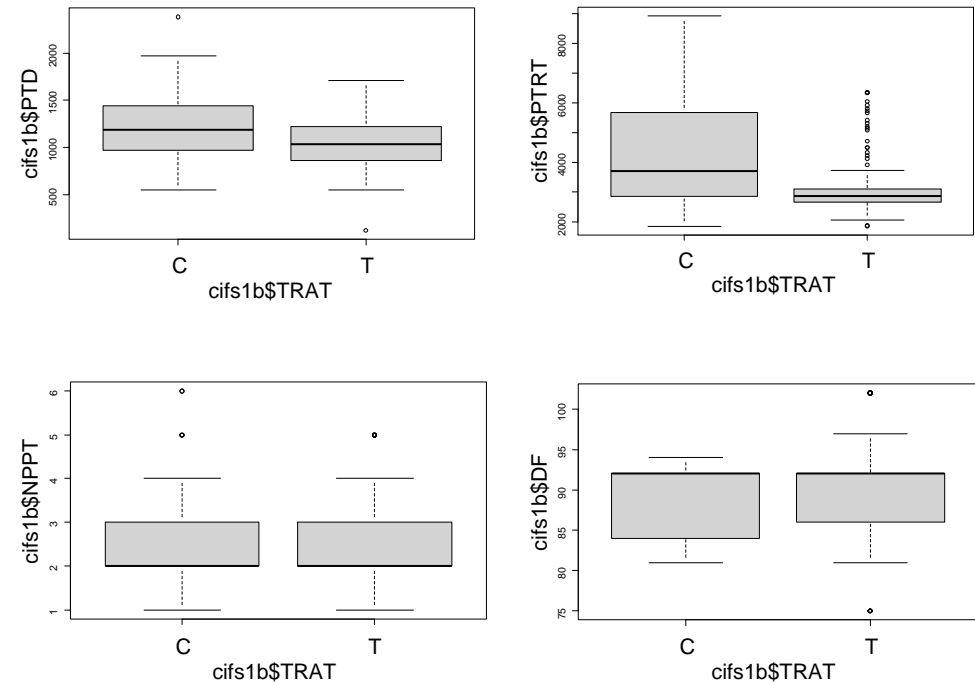 cifs1b$PTD
2000
1500
1000
500
C T
cifs1b$TRAT
cifs1b$PTRT
8000
6000
4000
2000
C T
cifs1b$TRAT
cifs1b$NPPT
6
5
4
3
2
1
C T
cifs1b$TRAT
cifs1b$DF
100
95
90
85
80
75
C T
cifs1b$TRAT